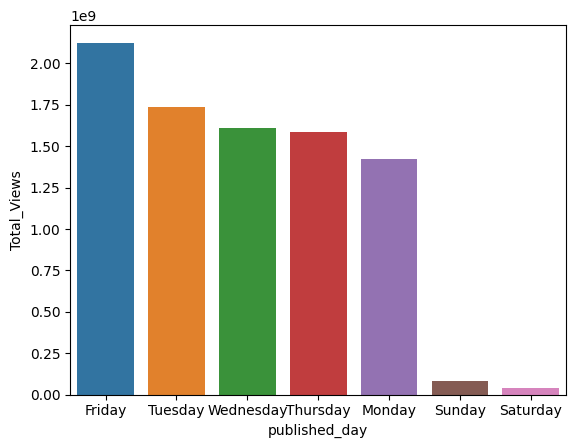 1e9
2.00
1.75
1.50
1.25
1.00
0.75
0.50
0.25
0.00
Total_Views
Friday Tuesday Wednesday Thursday Monday Sunday Saturday
published_day